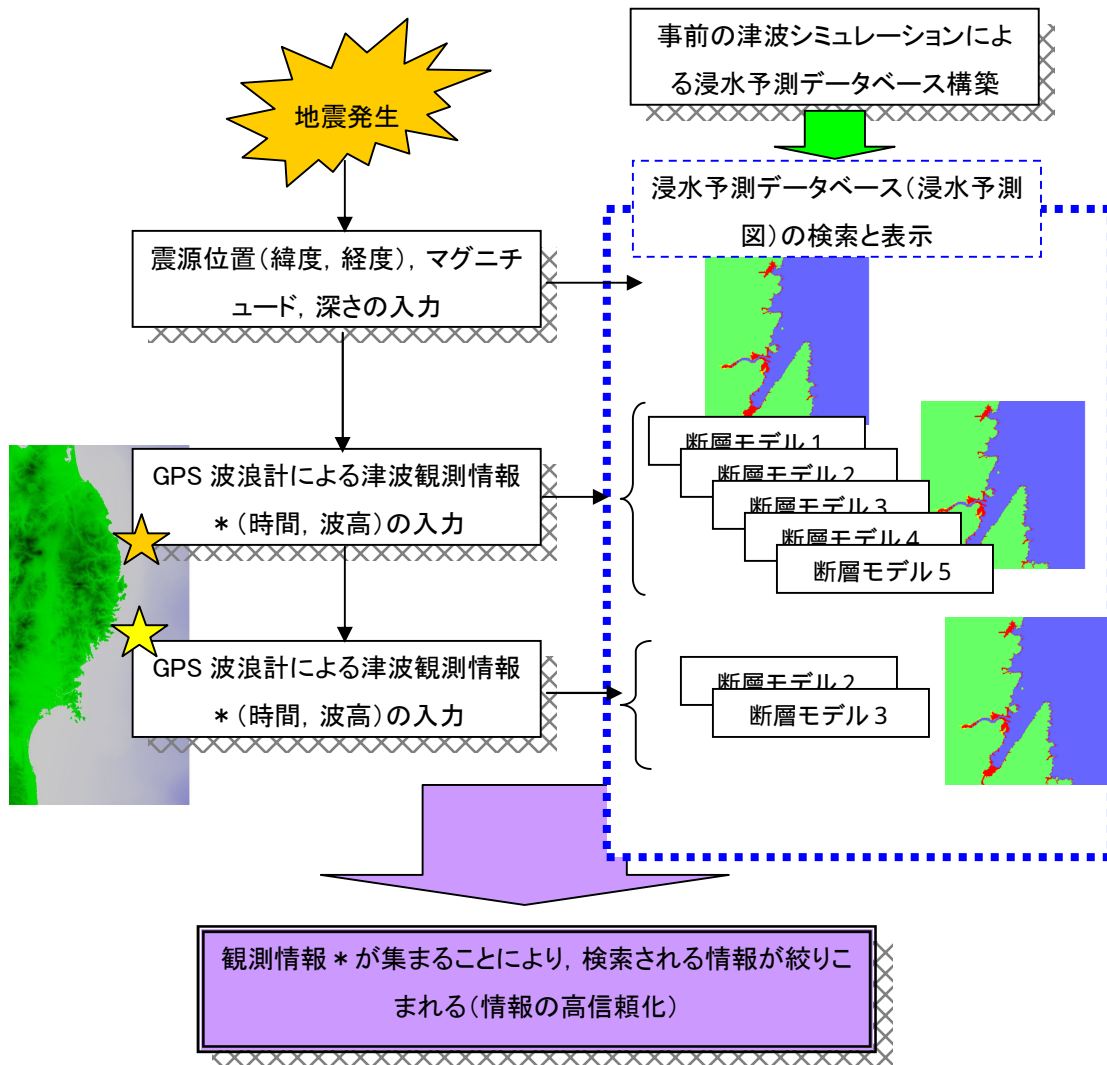 事前の津波シミュレーションによ
る浸水予測データベース構築
地震発生
浸水予測データベース(浸水予測
図)の検索と表示
震源位置(緯度, 経度), マグニチ
ュード, 深さの入力
断層モデル 1
断層モデル 2
断層モデル 3
断層モデル 4
断層モデル 5
GPS 波浪計による津波観測情報
*(時間, 波高)の入力
GPS 波浪計による津波観測情報
*(時間, 波高)の入力
断層モデル 2
断層モデル 3
観測情報*が集まることにより, 検索される情報が絞りこ
まれる(情報の高信頼化)